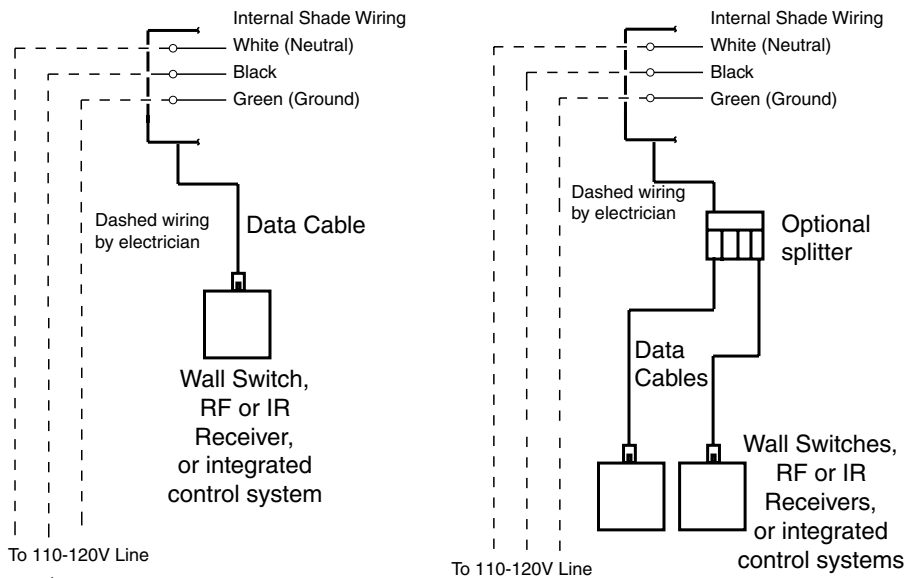 Internal Shade Wiring
White (Neutral)
Black
Green (Ground)
Dashed wiring
by electrician
Data Cable
Wall Switch,
RF or IR
Receiver,
or integrated
control system
To 110-120V Line
Internal Shade Wiring
White (Neutral)
Black
Green (Ground)
Dashed wiring
by electrician
Optional
splitter
Data
Cables
Wall Switches,
RF or IR
Receivers,
or integrated
control systems
To 110-120V Line